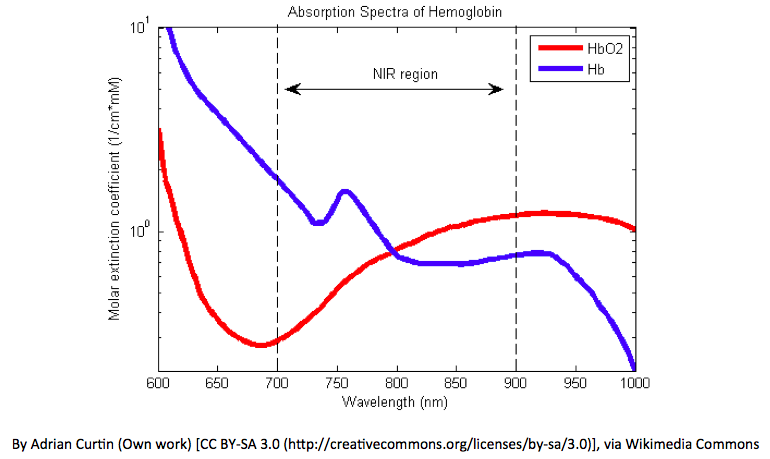 Absorption Spectra of Hemoglobin
10^1
HbO2
Hb
NIR region
Molar extinction coefficient (1/cm*mM)
10^0
600 650 700 750 800 850 900 950 1000
Wavelength (nm)
By Adrian Curtin (Own work) [CC BY-SA 3.0 (http://creativecommons.org/licenses/by-sa/3.0)], via Wikimedia Commons